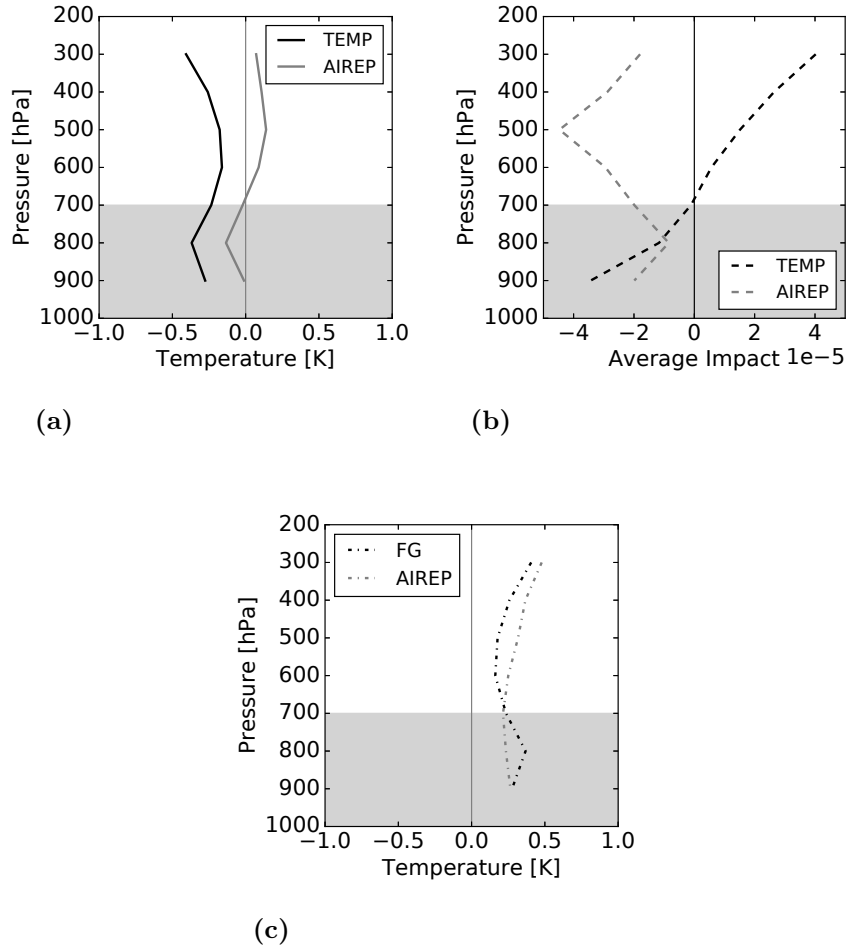 200
300
400
500
600
700
800
900
1000
Pressure [hPa]
TEMP
AIREP
−1.0 −0.5 0.0 0.5 1.0
Temperature [K]
(a)
200
300
400
500
600
700
800
900
1000
Pressure [hPa]
TEMP
AIREP
−4 −2 0 2 4
Average Impact 1e−5
(b)
200
300
400
500
600
700
800
900
1000
Pressure [hPa]
FG
AIREP
−1.0 −0.5 0.0 0.5 1.0
Temperature [K]
(c)